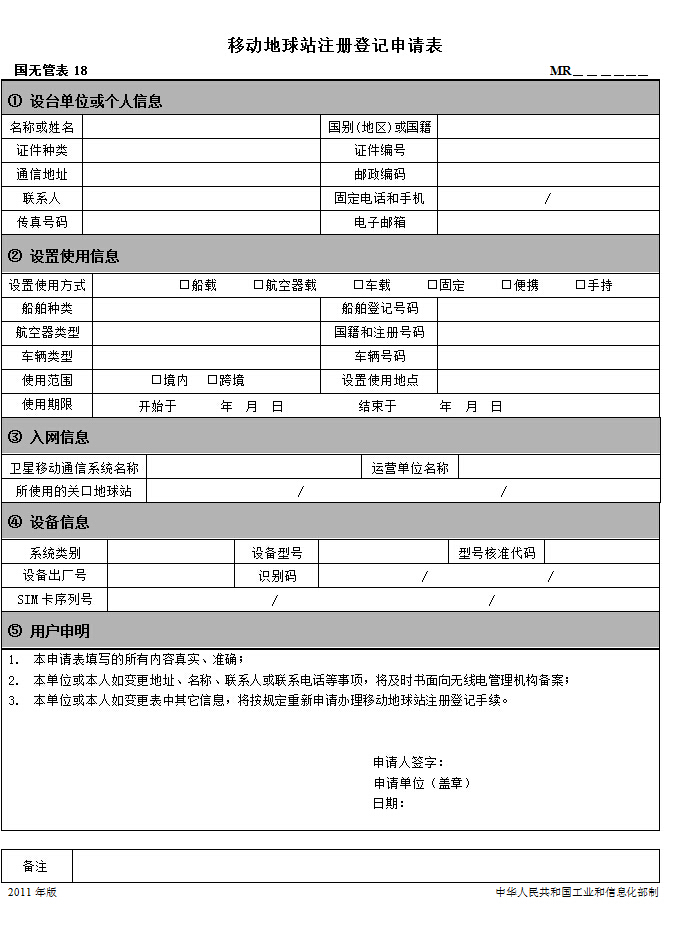 移动地球站注册登记申请表
国无管表 18 MR＿＿＿＿＿＿
① 设台单位或个人信息
名称或姓名 国别(地区)或国籍
证件种类 证件编号
通信地址 邮政编码
联系人 固定电话和手机 /
传真号码 电子邮箱
② 设置使用信息
设置使用方式 □船载 □航空器载 □车载 □固定 □便携 □手持
船舶种类 船舶登记号码
航空器类型 国籍和注册号码
车辆类型 车辆号码
使用范围 □境内 □跨境 设置使用地点
使用期限 开始于 年 月 日 结束于 年 月 日
③ 入网信息
卫星移动通信系统名称 运营单位名称
所使用的关口地球站 / /
④ 设备信息
系统类别 设备型号 型号核准代码
设备出厂号 识别码 / /
SIM 卡序列号 / /
⑤ 用户申明
1. 本申请表填写的所有内容真实、准确；
2. 本单位或本人如变更地址、名称、联系人或联系电话等事项，将及时书面向无线电管理机构备案；
3. 本单位或本人如变更表中其它信息，将按规定重新申请办理移动地球站注册登记手续。
申请人签字：
申请单位（盖章）
日期：
备注
2011 年版 中华人民共和国工业和信息化部制